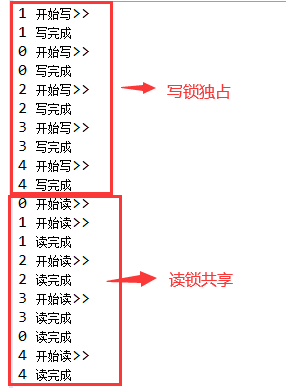 1 开始写>>
1 写完成
0 开始写>>
0 写完成
2 开始写>>
2 写完成
3 开始写>>
3 写完成
4 开始写>>
4 写完成
写锁独占
0 开始读>>
1 开始读>>
1 读完成
2 开始读>>
2 读完成
3 开始读>>
3 读完成
0 读完成
4 开始读>>
4 读完成
读锁共享